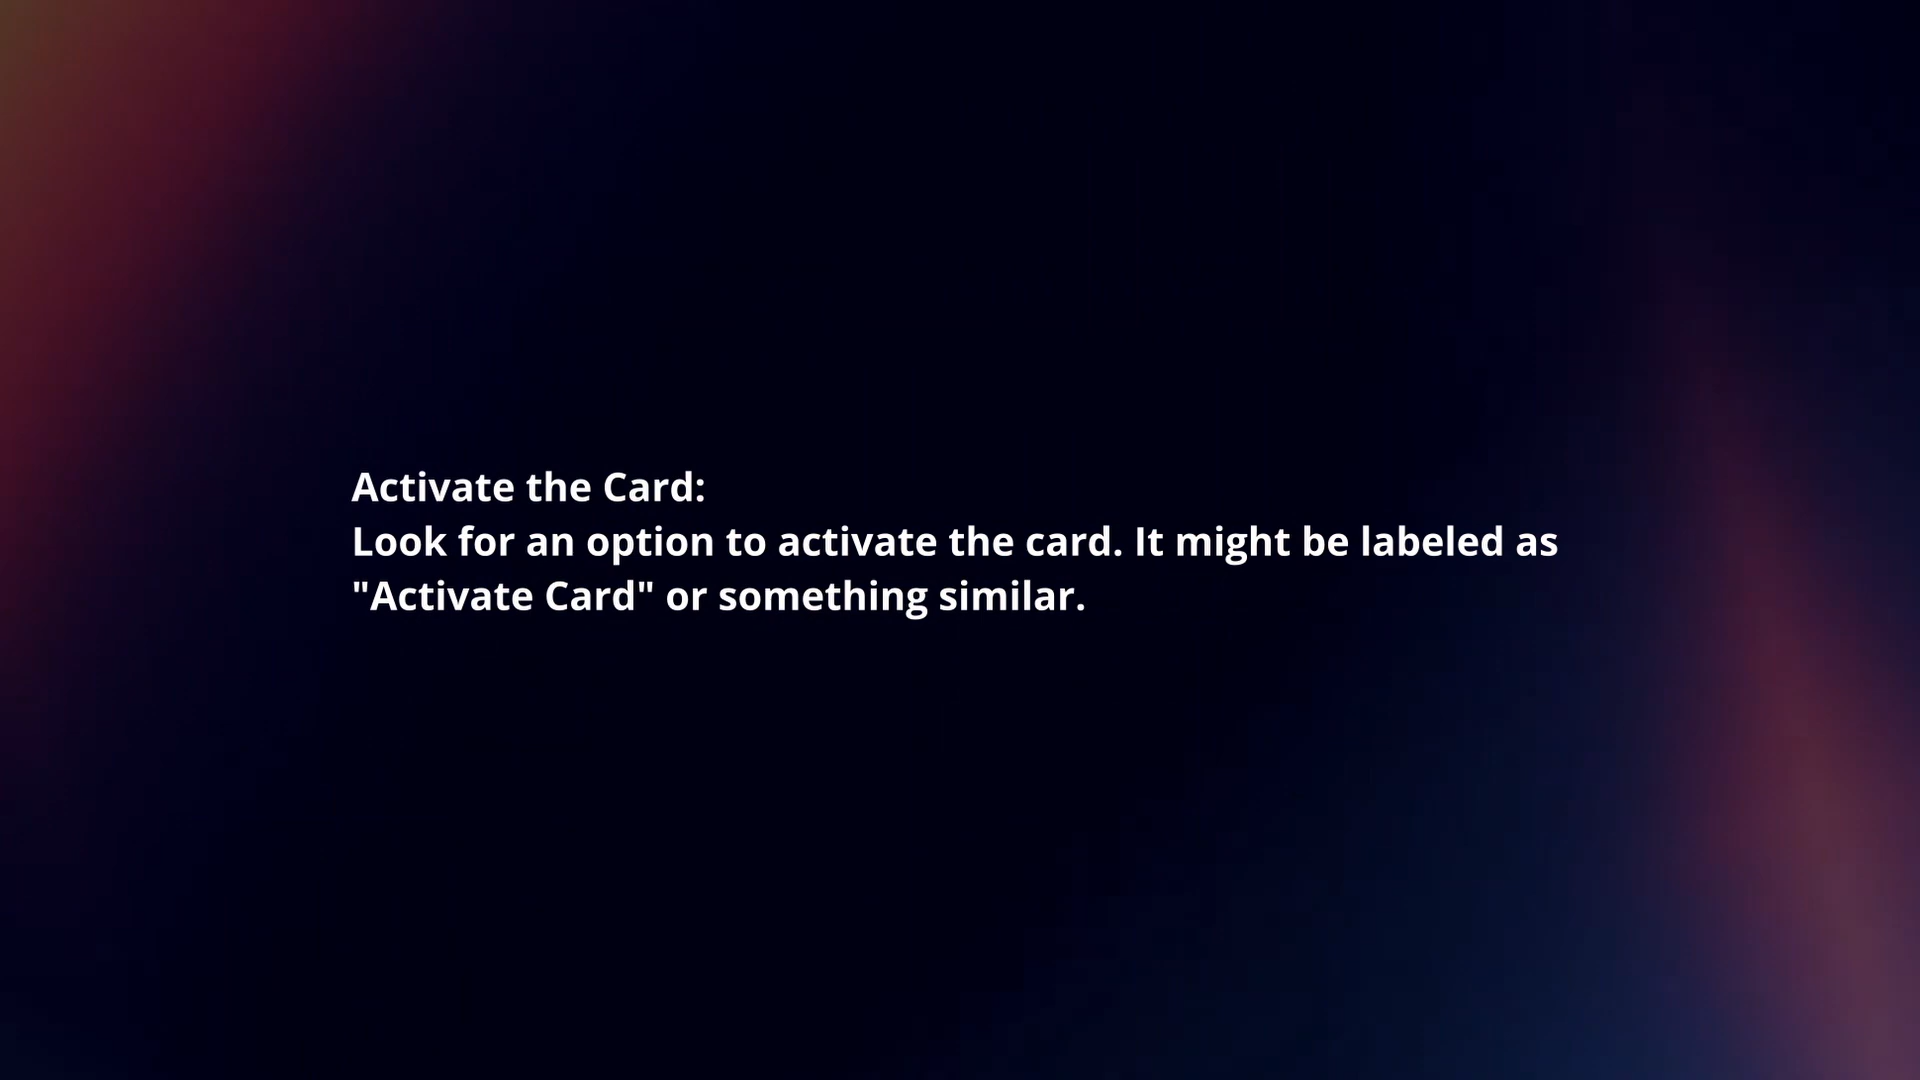 Activate the Card:
Look for an option to activate the card. It might be labeled as
"Activate Card" or something similar.